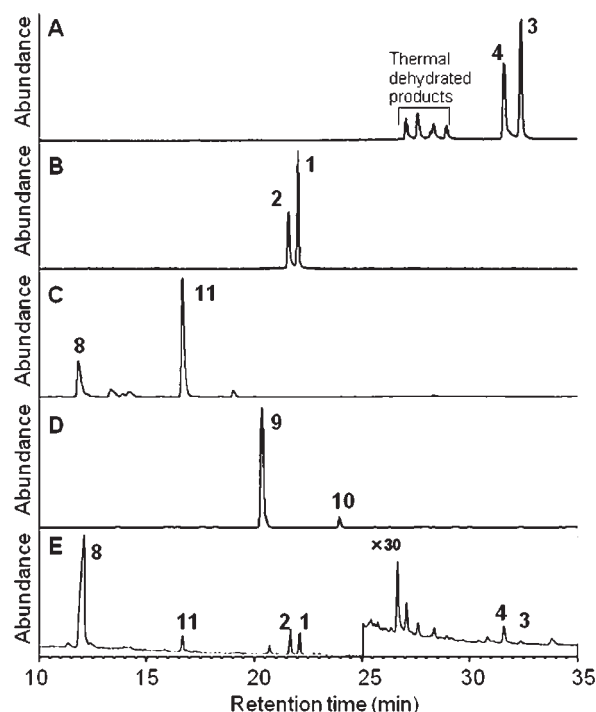 A
Abundance
Thermal
dehydrated
products
4
3
B
Abundance
2
1
C
Abundance
8
11
D
Abundance
9
10
E
Abundance
8
11
2 1
×30
4 3
10 15 20 25 30 35
Retention time (min)